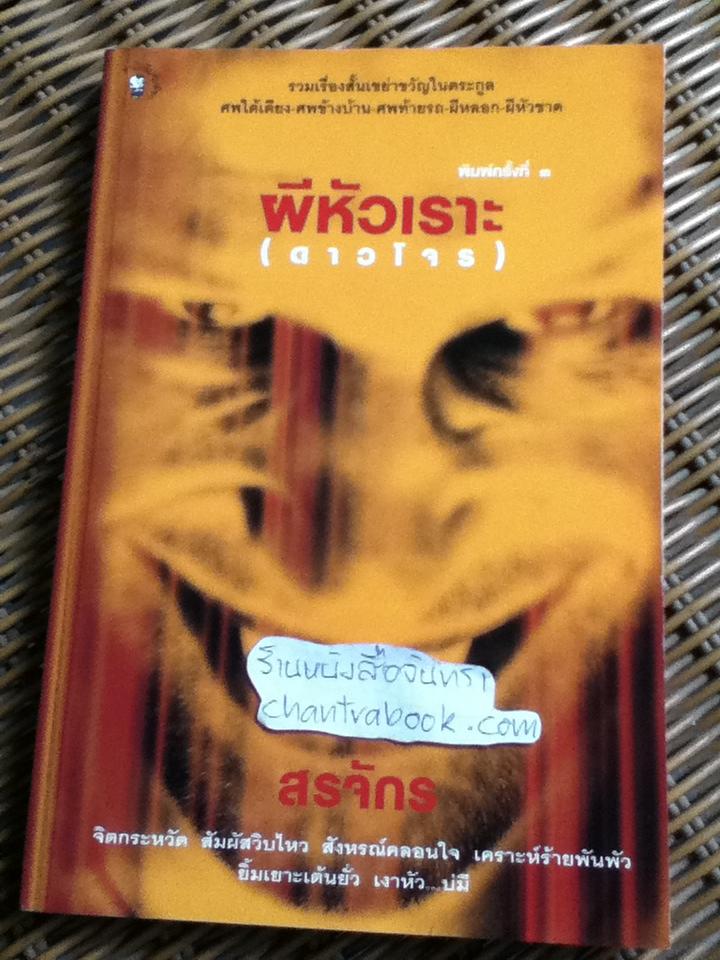 รวมเรื่องสั้นเขย่าขวัญในตระกูล
ศพใต้เตียง-ศพข้างบ้าน-ศพท้ายรถ-ผีหลอก-ผีหัวขาด
พิมพ์ครั้งที่ ๓
ผีหัวเราะ
(ดาวโจร)
ร้านหนังสือจันทรา
chantrabook.com
สรจักร
จิตกระหวัด สัมผัสวิบไหว สังหรณ์คลอนใจ เคราะห์ร้ายพันพัว
ยิ้มเยาะเต้นยั่ว เงาหัว...บ่มี